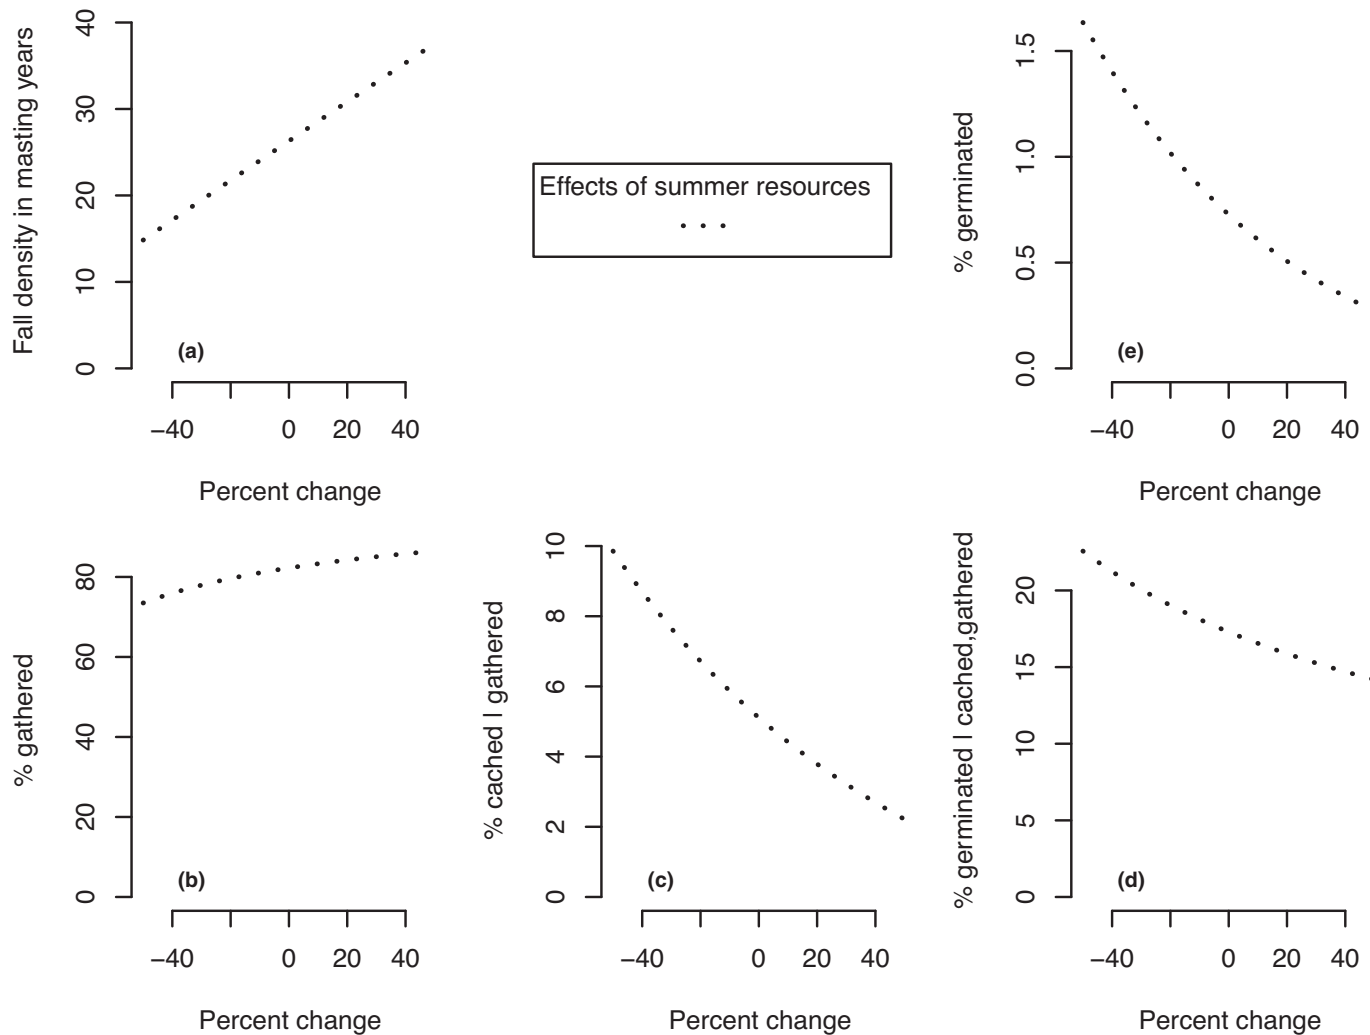 Fall density in masting years
0 10 20 30 40
(a)
−40 0 20 40
Percent change
Effects of summer resources
% germinated
0.0 0.5 1.0 1.5
(e)
−40 0 20 40
Percent change
% gathered
0 20 40 60 80
(b)
−40 0 20 40
Percent change
% cached | gathered
0 2 4 6 8 10
(c)
−40 0 20 40
Percent change
% germinated | cached,gathered
0 5 10 15 20
(d)
−40 0 20 40
Percent change